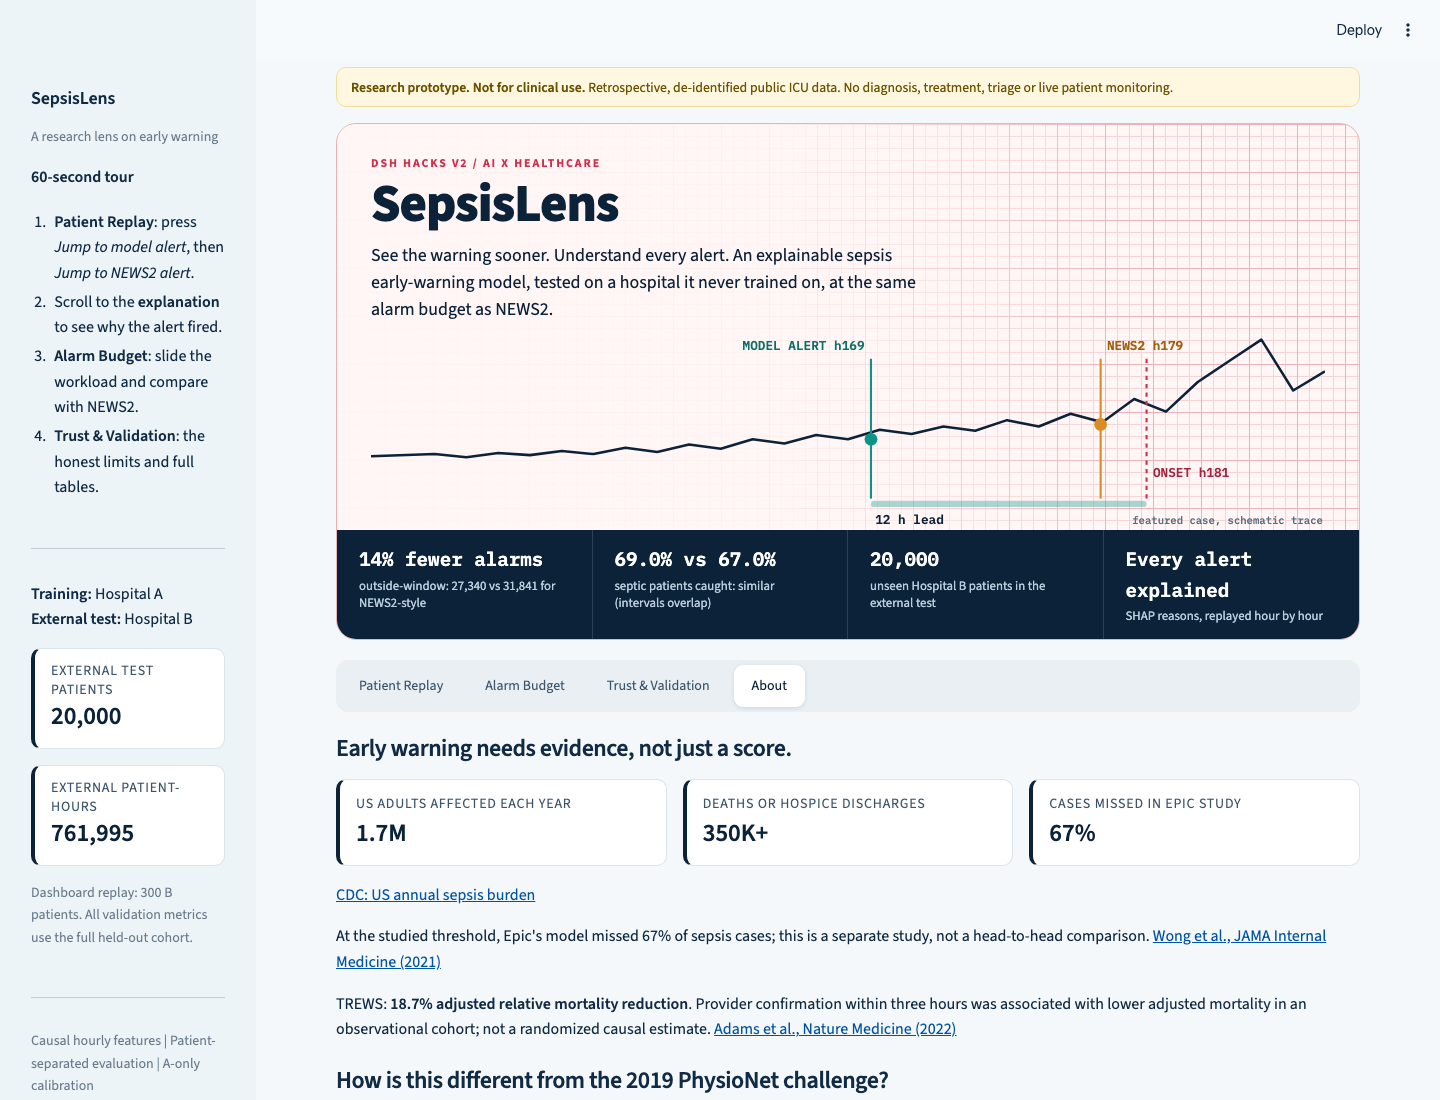 Deploy
SepsisLens
A research lens on early warning
60-second tour
1. Patient Replay: press
Jump to model alert, then
Jump to NEWS2 alert.
2. Scroll to the explanation
to see why the alert fired.
3. Alarm Budget: slide the
workload and compare
with NEWS2.
4. Trust & Validation: the
honest limits and full
tables.
Training: Hospital A
External test: Hospital B
EXTERNAL TEST
PATIENTS
20,000
EXTERNAL PATIENT-
HOURS
761,995
Dashboard replay: 300 B
patients. All validation metrics
use the full held-out cohort.
Causal hourly features | Patient-
separated evaluation | A-only
calibration
Research prototype. Not for clinical use. Retrospective, de-identified public ICU data. No diagnosis, treatment, triage or live patient monitoring.
DSH HACKS V2 / AI X HEALTHCARE
SepsisLens
See the warning sooner. Understand every alert. An explainable sepsis
early-warning model, tested on a hospital it never trained on, at the same
alarm budget as NEWS2.
MODEL ALERT h169
NEWS2 h179
ONSET h181
12 h lead
featured case, schematic trace
14% fewer alarms
outside-window: 27,340 vs 31,841 for
NEWS2-style
69.0% vs 67.0%
septic patients caught: similar
(intervals overlap)
20,000
unseen Hospital B patients in the
external test
Every alert
explained
SHAP reasons, replayed hour by hour
Patient Replay
Alarm Budget
Trust & Validation
About
Early warning needs evidence, not just a score.
US ADULTS AFFECTED EACH YEAR
1.7M
DEATHS OR HOSPICE DISCHARGES
350K+
CASES MISSED IN EPIC STUDY
67%
CDC: US annual sepsis burden
At the studied threshold, Epic's model missed 67% of sepsis cases; this is a separate study, not a head-to-head comparison. Wong et al., JAMA Internal
Medicine (2021)
TREWS: 18.7% adjusted relative mortality reduction. Provider confirmation within three hours was associated with lower adjusted mortality in an
observational cohort; not a randomized causal estimate. Adams et al., Nature Medicine (2022)
How is this different from the 2019 PhysioNet challenge?